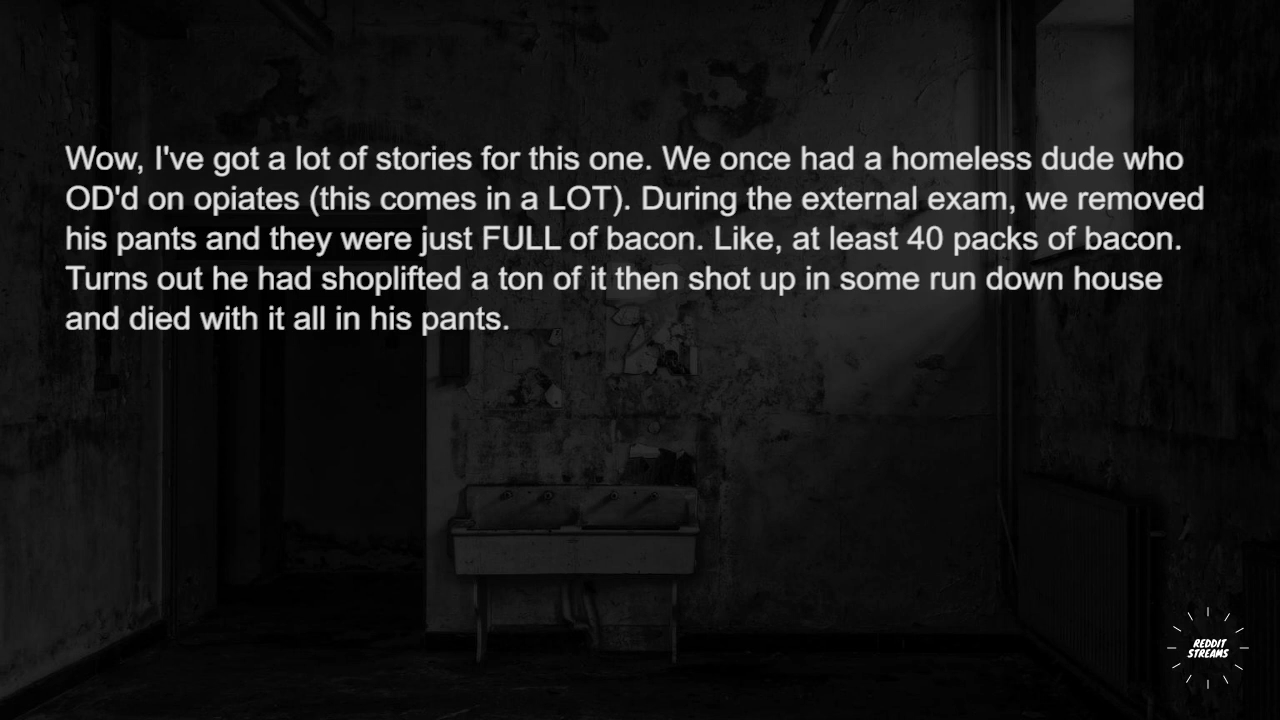 Wow, I've got a lot of stories for this one. We once had a homeless dude who
OD'd on opiates (this comes in a LOT). During the external exam, we removed
his pants and they were just FULL of bacon. Like, at least 40 packs of bacon.
Turns out he had shoplifted a ton of it then shot up in some run down house
and died with it all in his pants.
REDDIT
STREAMS